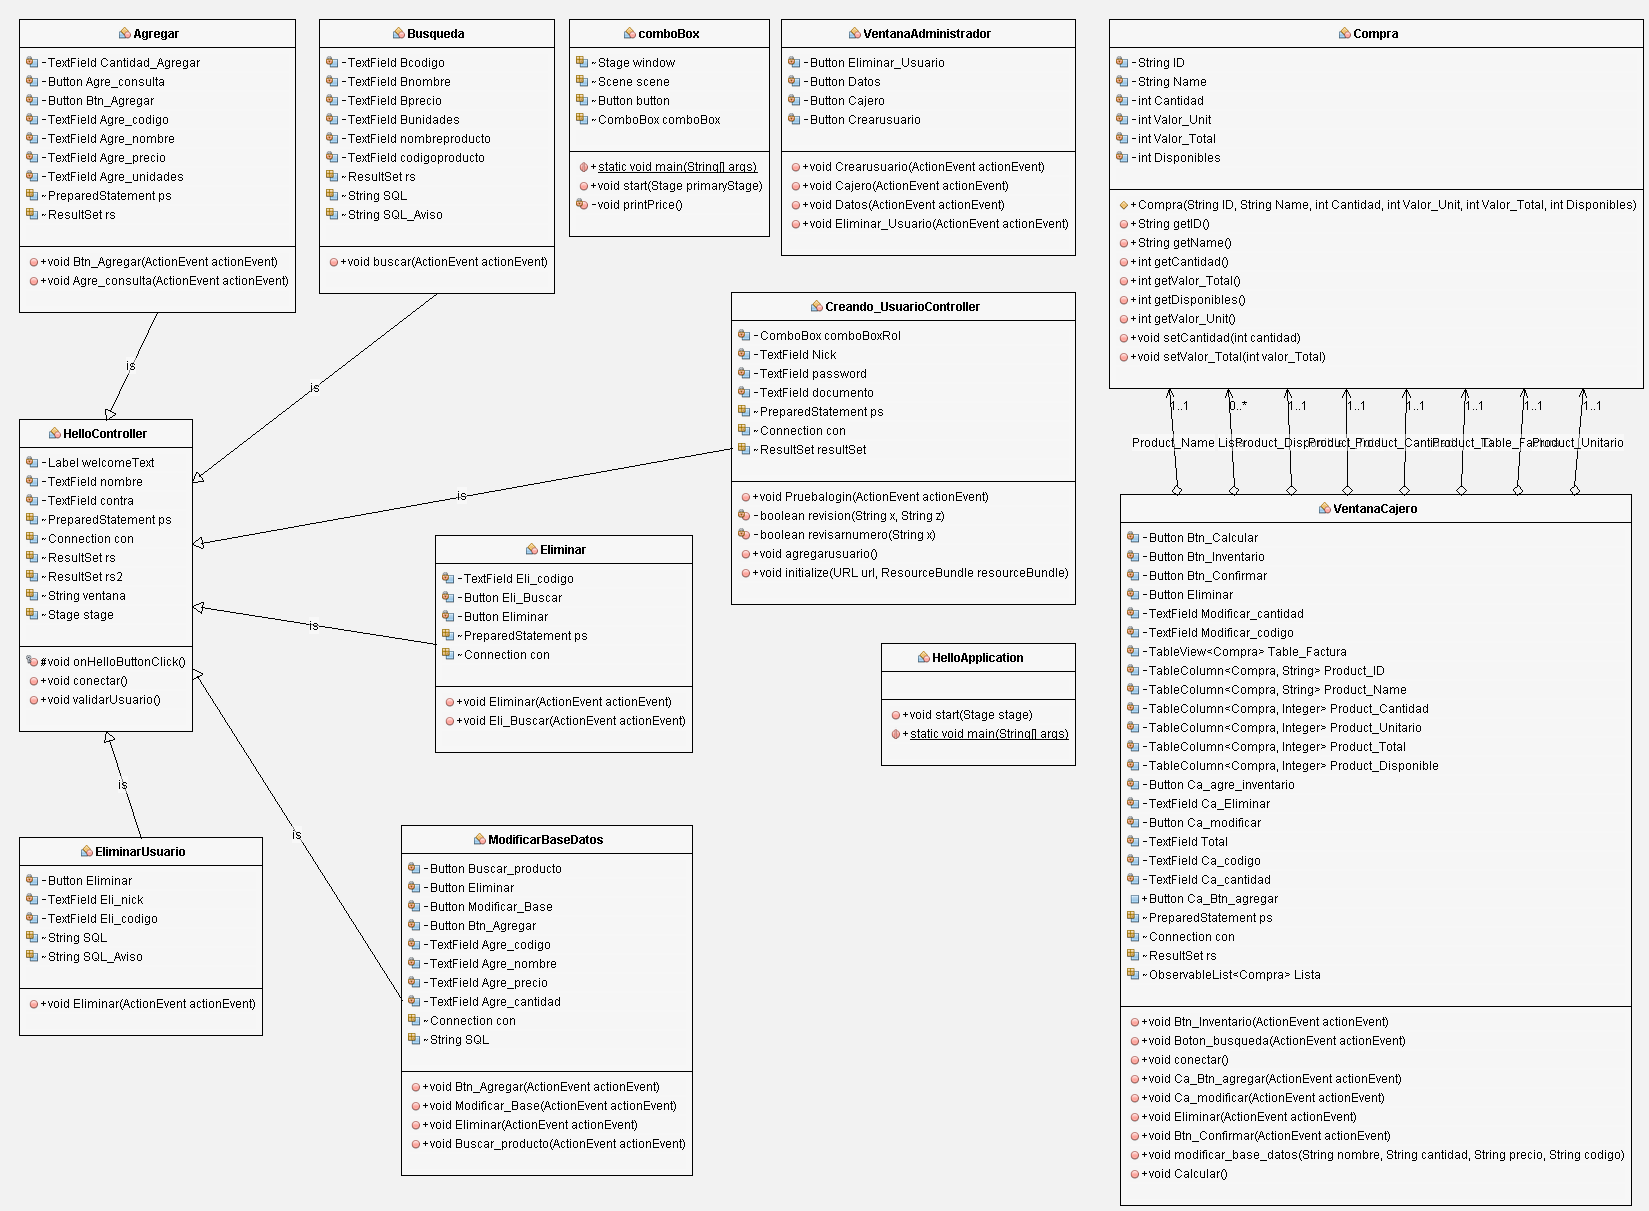 Agregar
-TextField Cantidad_Agregar
-Button Agre_consulta
-Button Btn_Agregar
-TextField Agre_codigo
-TextField Agre_nombre
-TextField Agre_precio
-TextField Agre_unidades
~PreparedStatement ps
~ResultSet rs
+void Btn_Agregar(ActionEvent actionEvent)
+void Agre_consulta(ActionEvent actionEvent)
Busqueda
-TextField Bcodigo
-TextField Bnombre
-TextField Bprecio
-TextField Bunidades
-TextField nombreproducto
-TextField codigoproducto
~ResultSet rs
~String SQL
~String SQL_Aviso
+void buscar(ActionEvent actionEvent)
comboBox
~Stage window
~Scene scene
~Button button
~ComboBox comboBox
+static void main(String[] args)
+void start(Stage primaryStage)
-void printPrice()
VentanaAdministrador
-Button Eliminar_Usuario
-Button Datos
-Button Cajero
-Button Crearusuario
+void Crearusuario(ActionEvent actionEvent)
+void Cajero(ActionEvent actionEvent)
+void Datos(ActionEvent actionEvent)
+void Eliminar_Usuario(ActionEvent actionEvent)
Compra
-String ID
-String Name
-int Cantidad
-int Valor_Unit
-int Valor_Total
-int Disponibles
+Compra(String ID, String Name, int Cantidad, int Valor_Unit, int Valor_Total, int Disponibles)
+String getID()
+String getName()
+int getCantidad()
+int getValor_Total()
+int getDisponibles()
+int getValor_Unit()
+void setCantidad(int cantidad)
+void setValor_Total(int valor_Total)
is
is
is
is
is
is
Creando_UsuarioController
-ComboBox comboBoxRol
-TextField Nick
-TextField password
-TextField documento
~PreparedStatement ps
~Connection con
~ResultSet resultSet
+void Pruebalogin(ActionEvent actionEvent)
-boolean revision(String x, String z)
-boolean revisarnumero(String x)
+void agregarusuario()
+void initialize(URL url, ResourceBundle resourceBundle)
HelloController
-Label welcomeText
-TextField nombre
-TextField contra
~PreparedStatement ps
~Connection con
~ResultSet rs
~ResultSet rs2
~String ventana
~Stage stage
#void onHelloButtonClick()
+void conectar()
+void validarUsuario()
Eliminar
-TextField Eli_codigo
-Button Eli_Buscar
-Button Eliminar
~PreparedStatement ps
~Connection con
+void Eliminar(ActionEvent actionEvent)
+void Eli_Buscar(ActionEvent actionEvent)
HelloApplication
+void start(Stage stage)
+static void main(String[] args)
1..1 0..* 1..1 1..1 1..1 1..1 1..1 1..1
Product_Name Product_Unitario
VentanaCajero
-Button Btn_Calcular
-Button Btn_Inventario
-Button Btn_Confirmar
-Button Eliminar
-TextField Modificar_cantidad
-TextField Modificar_codigo
-TableView<Compra> Table_Factura
-TableColumn<Compra, String> Product_ID
-TableColumn<Compra, String> Product_Name
-TableColumn<Compra, Integer> Product_Cantidad
-TableColumn<Compra, Integer> Product_Unitario
-TableColumn<Compra, Integer> Product_Total
-TableColumn<Compra, Integer> Product_Disponible
-Button Ca_agre_inventario
-TextField Ca_Eliminar
-Button Ca_modificar
-TextField Total
-TextField Ca_codigo
-TextField Ca_cantidad
+Button Ca_Btn_agregar
~PreparedStatement ps
~Connection con
~ResultSet rs
~ObservableList<Compra> Lista
+void Btn_Inventario(ActionEvent actionEvent)
+void Boton_busqueda(ActionEvent actionEvent)
+void conectar()
+void Ca_Btn_agregar(ActionEvent actionEvent)
+void Ca_modificar(ActionEvent actionEvent)
+void Eliminar(ActionEvent actionEvent)
+void Btn_Confirmar(ActionEvent actionEvent)
+void modificar_base_datos(String nombre, String cantidad, String precio, String codigo)
+void Calcular()
EliminarUsuario
-Button Eliminar
-TextField Eli_nick
-TextField Eli_codigo
~String SQL
~String SQL_Aviso
+void Eliminar(ActionEvent actionEvent)
ModificarBaseDatos
-Button Buscar_producto
-Button Eliminar
-Button Modificar_Base
-Button Btn_Agregar
-TextField Agre_codigo
-TextField Agre_nombre
-TextField Agre_precio
-TextField Agre_cantidad
~Connection con
~String SQL
+void Btn_Agregar(ActionEvent actionEvent)
+void Modificar_Base(ActionEvent actionEvent)
+void Eliminar(ActionEvent actionEvent)
+void Buscar_producto(ActionEvent actionEvent)